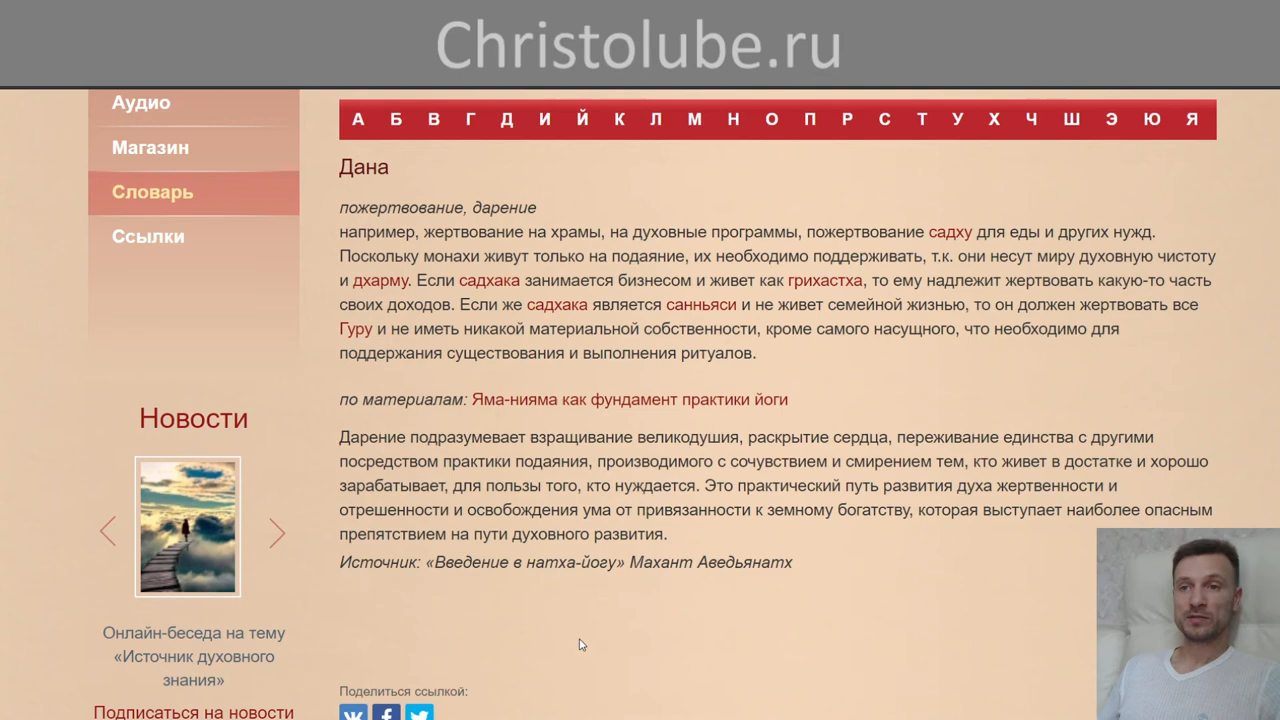 Christolube.ru
Аудио
Магазин
Словарь
Ссылки
А Б В Г Д И Й К Л М Н О П Р С Т У Х Ч Ш Э Ю Я
Дана
пожертвование, дарение
например, жертвование на храмы, на духовные программы, пожертвование садху для еды и других нужд.
Поскольку монахи живут только на подаяние, их необходимо поддерживать, т.к. они несут миру духовную чистоту
и дхарму. Если садхака занимается бизнесом и живет как грихастха, то ему надлежит жертвовать какую-то часть
своих доходов. Если же садхака является санньяси и не живет семейной жизнью, то он должен жертвовать все
Гуру и не иметь никакой материальной собственности, кроме самого насущного, что необходимо для
поддержания существования и выполнения ритуалов.
по материалам: Яма-нияма как фундамент практики йоги
Дарение подразумевает взращивание великодушия, раскрытие сердца, переживание единства с другими
посредством практики подаяния, производимого с сочувствием и смирением тем, кто живет в достатке и хорошо
зарабатывает, для пользы того, кто нуждается. Это практический путь развития духа жертвенности и
отрешенности и освобождения ума от привязанности к земному богатству, которая выступает наиболее опасным
препятствием на пути духовного развития.
Источник: «Введение в натха-йогу» Махант Аведьянатх
Новости
Онлайн-беседа на тему
«Источник духовного
знания»
Подписаться на новости
Поделиться ссылкой: